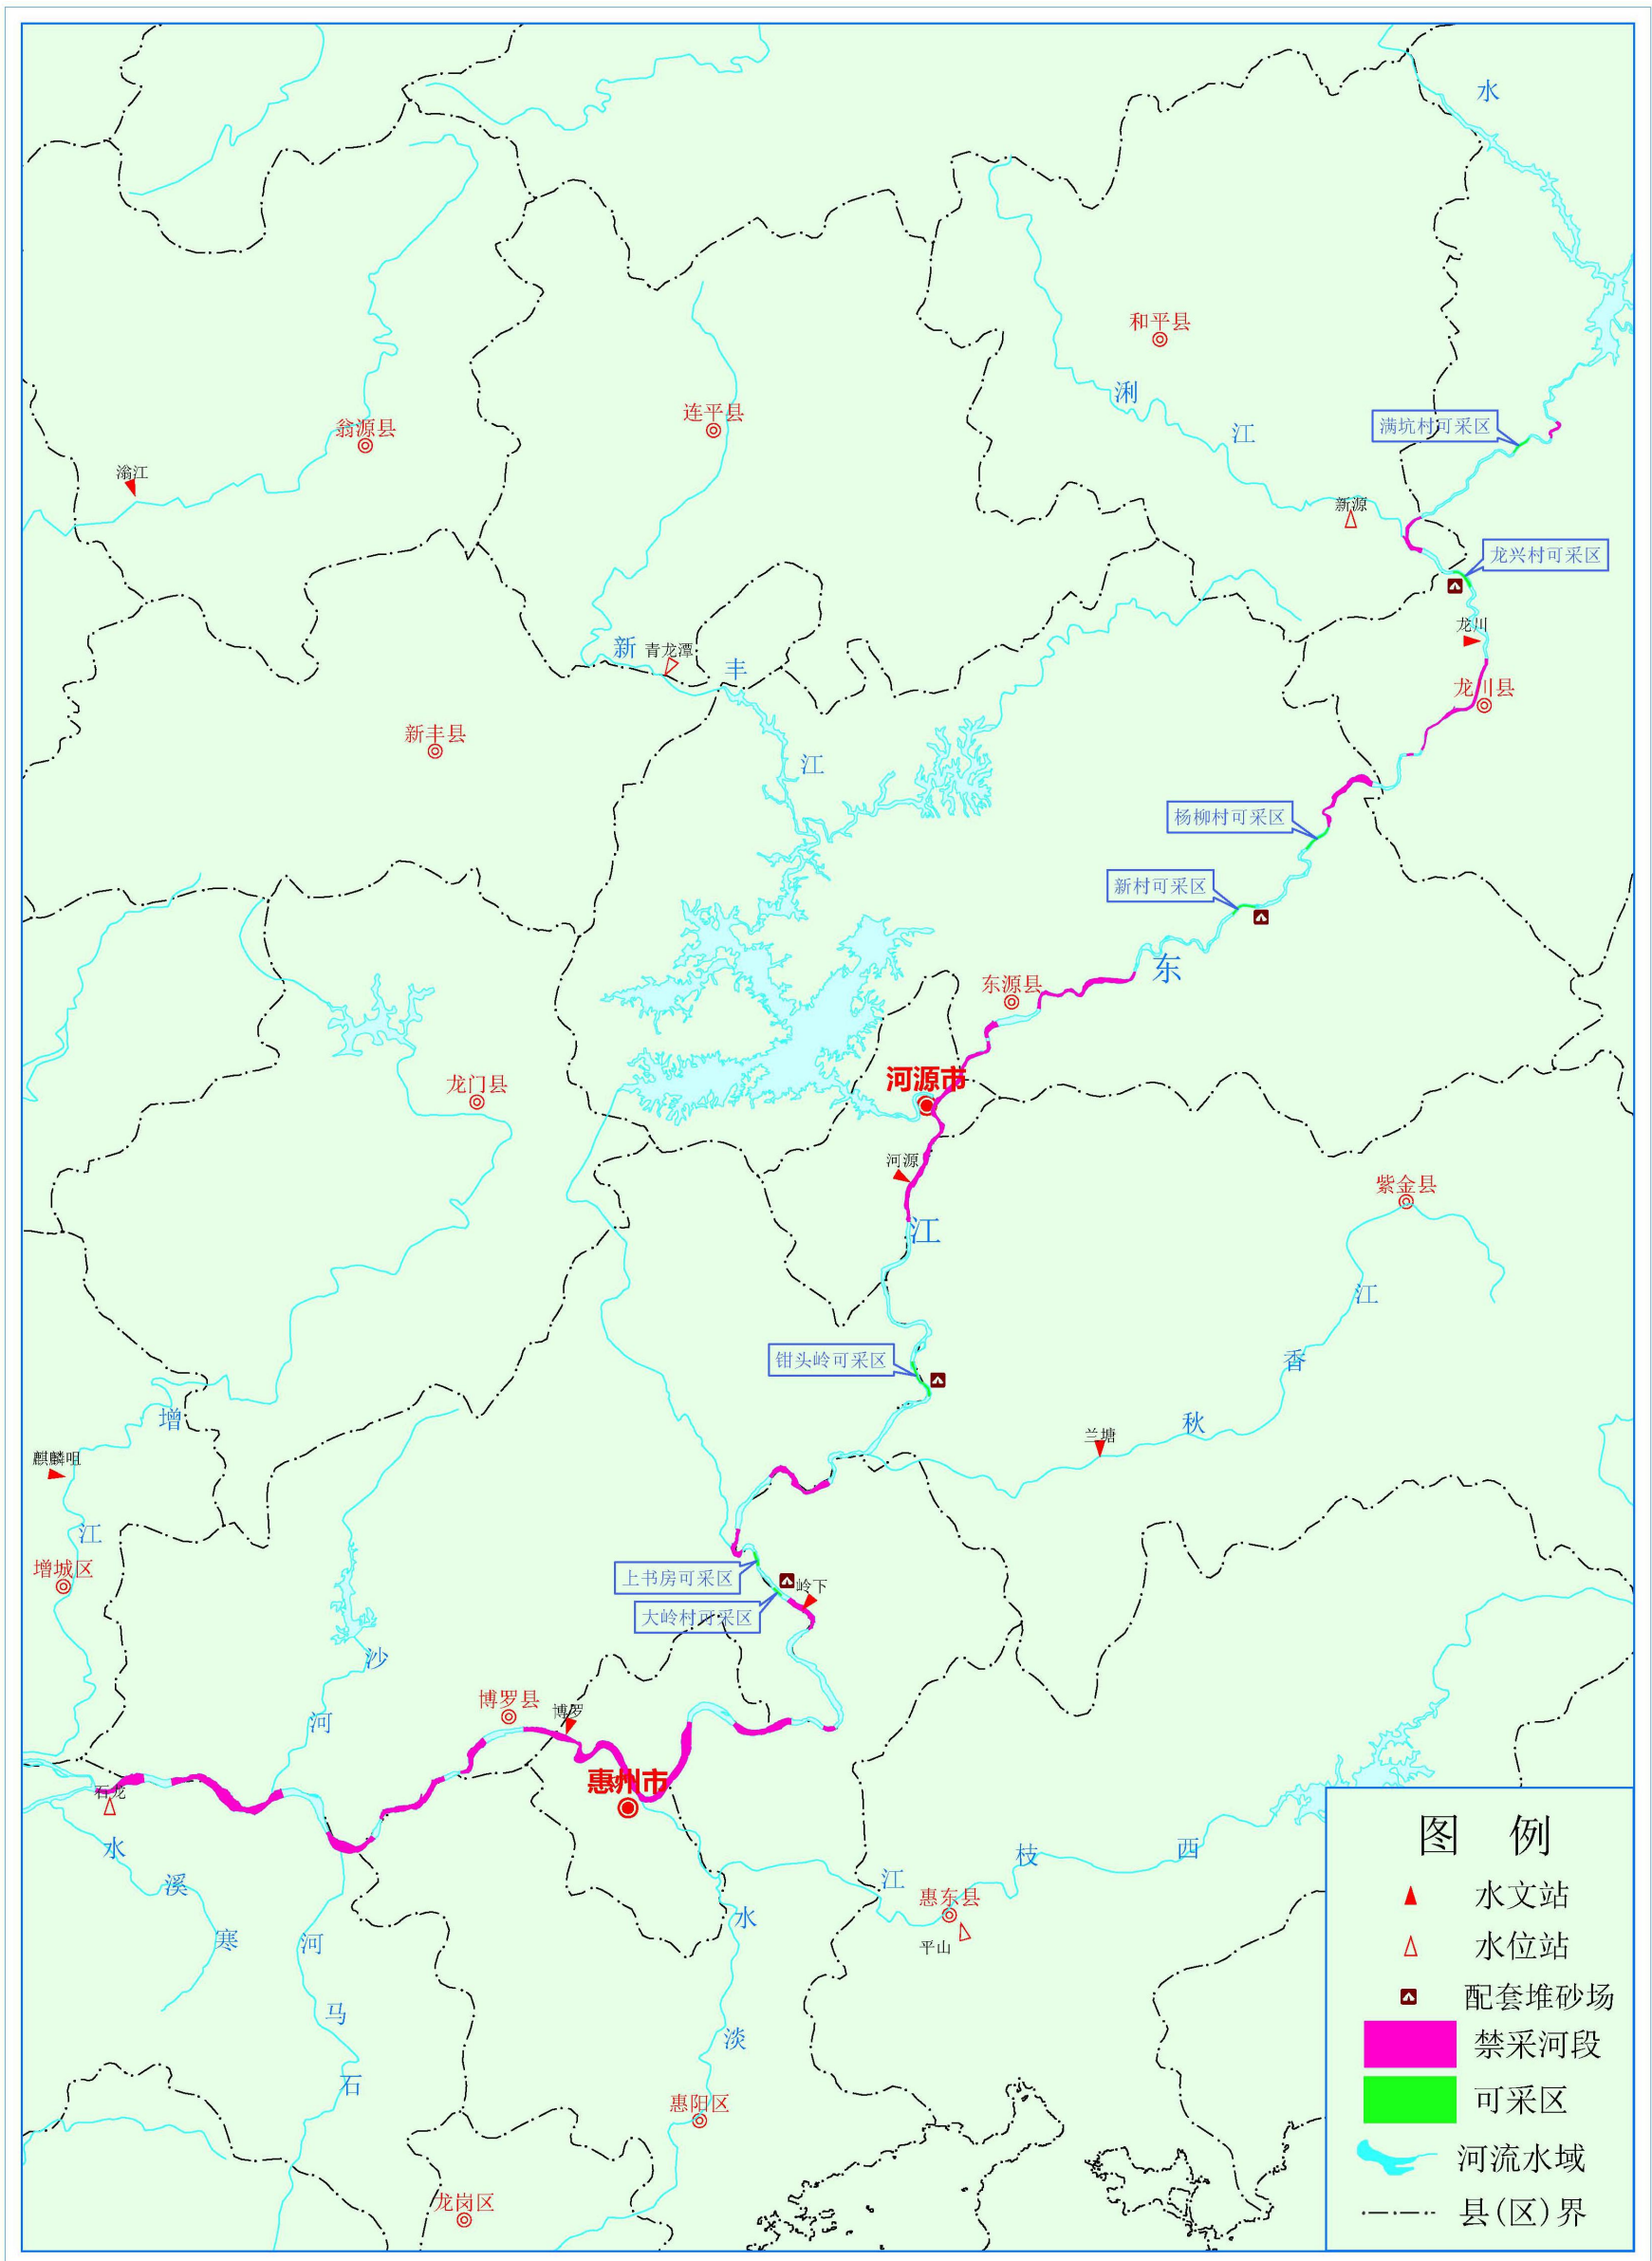 水
和平县
浰
江
连平县
满坑村可采区
翁源县
滃江
新源
龙兴村可采区
龙川
新
青龙潭
丰
龙川县
新丰县
江
杨柳村可采区
新村可采区
东
东源县
河源市
龙门县
河源
紫金县
江
江
钳头岭可采区
香
增
秋
兰塘
麒麟咀
江
增城区
上书房可采区
岭下
大岭村可采区
沙
博罗县
博罗
河
惠州市
石龙
水
西
枝
江
溪
惠东县
水
寒
河
平山
马
淡
石
惠阳区
龙岗区
图 例
水文站
水位站
配套堆砂场
禁采河段
可采区
河流水域
县(区)界